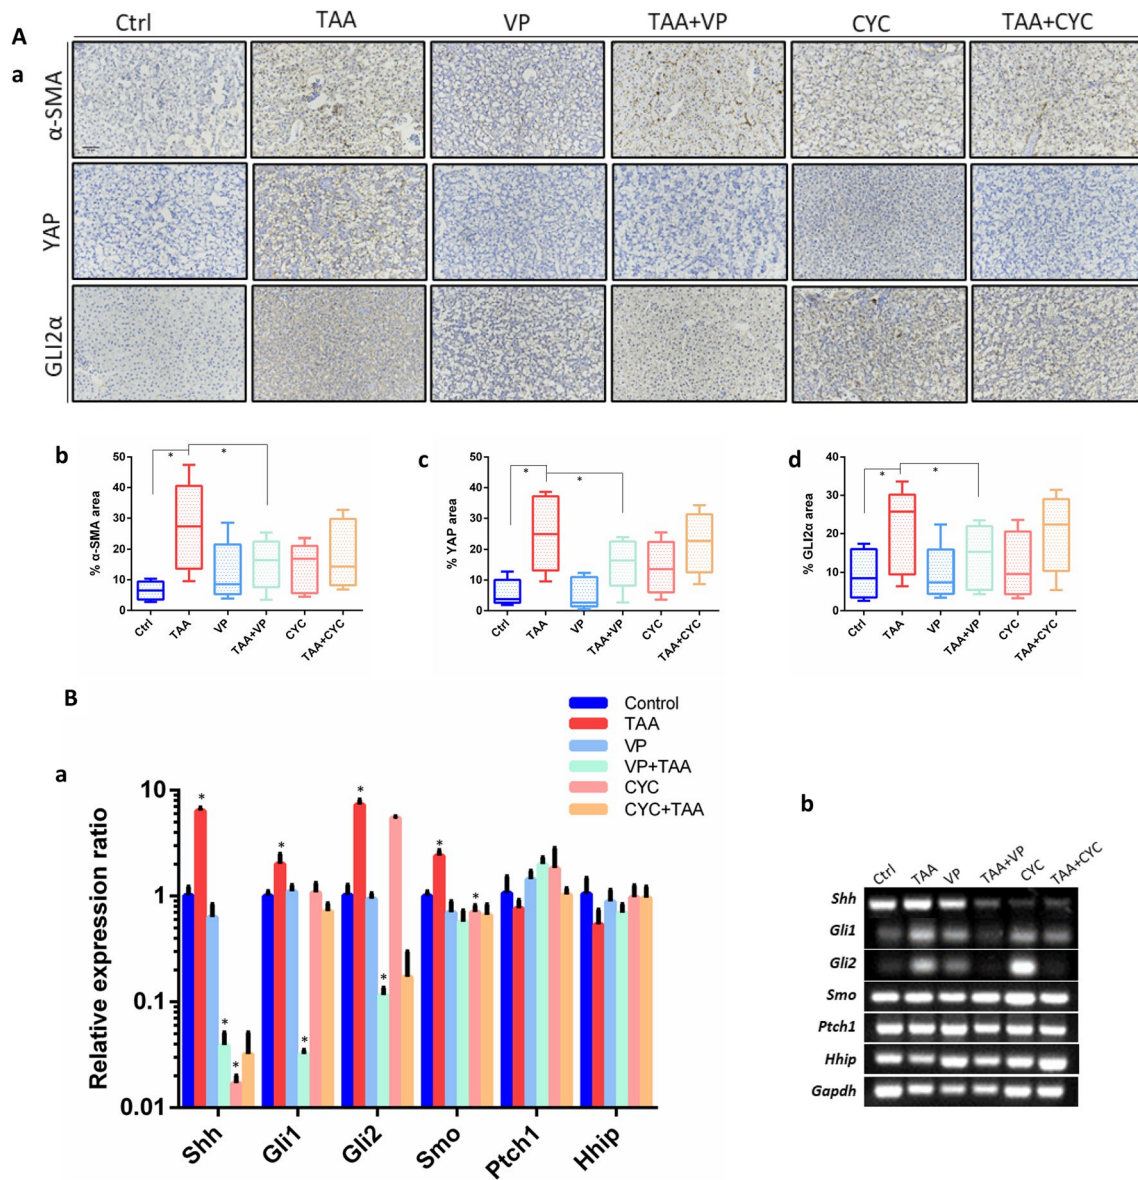 A
Ctrl TAA VP TAA+VP CYC TAA+CYC
a
α-SMA
YAP
GLI2α
b
% α-SMA area
50
40
30
20
10
0
* *
Ctrl TAA VP TAA+VP CYC TAA+CYC
c
% YAP area
50
40
30
20
10
0
* *
Ctrl TAA VP TAA+VP CYC TAA+CYC
d
% GLI2α area
40
30
20
10
0
* *
Ctrl TAA VP TAA+VP CYC TAA+CYC
B
Control
TAA
VP
VP+TAA
CYC
CYC+TAA
a
Relative expression ratio
10
1
0.1
0.01
* * * * * * * * *
Shh Gli1 Gli2 Smo Ptch1 Hhip
b
Ctrl TAA VP TAA+VP CYC TAA+CYC
Shh
Gli1
Gli2
Smo
Ptch1
Hhip
Gapdh